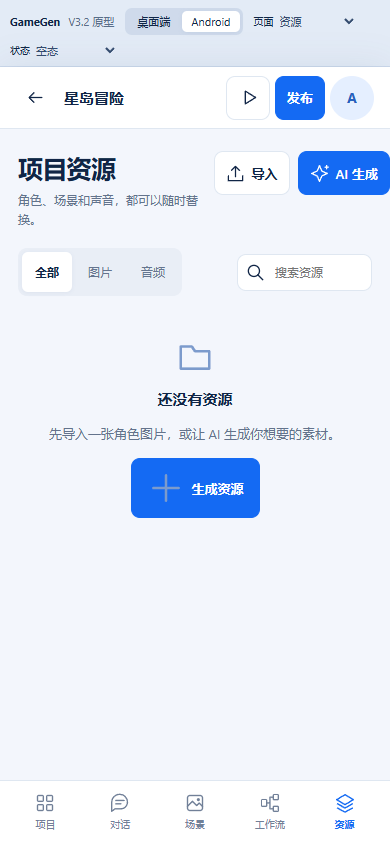 GameGen V3.2 原型 桌面端 Android 页面 资源
状态 空态
星岛冒险 发布 A
项目资源 导入 AI 生成
角色、场景和声音，都可以随时替
换。
全部 图片 音频 搜索资源
还没有资源
先导入一张角色图片，或让 AI 生成你想要的素材。
生成资源
项目 对话 场景 工作流 资源